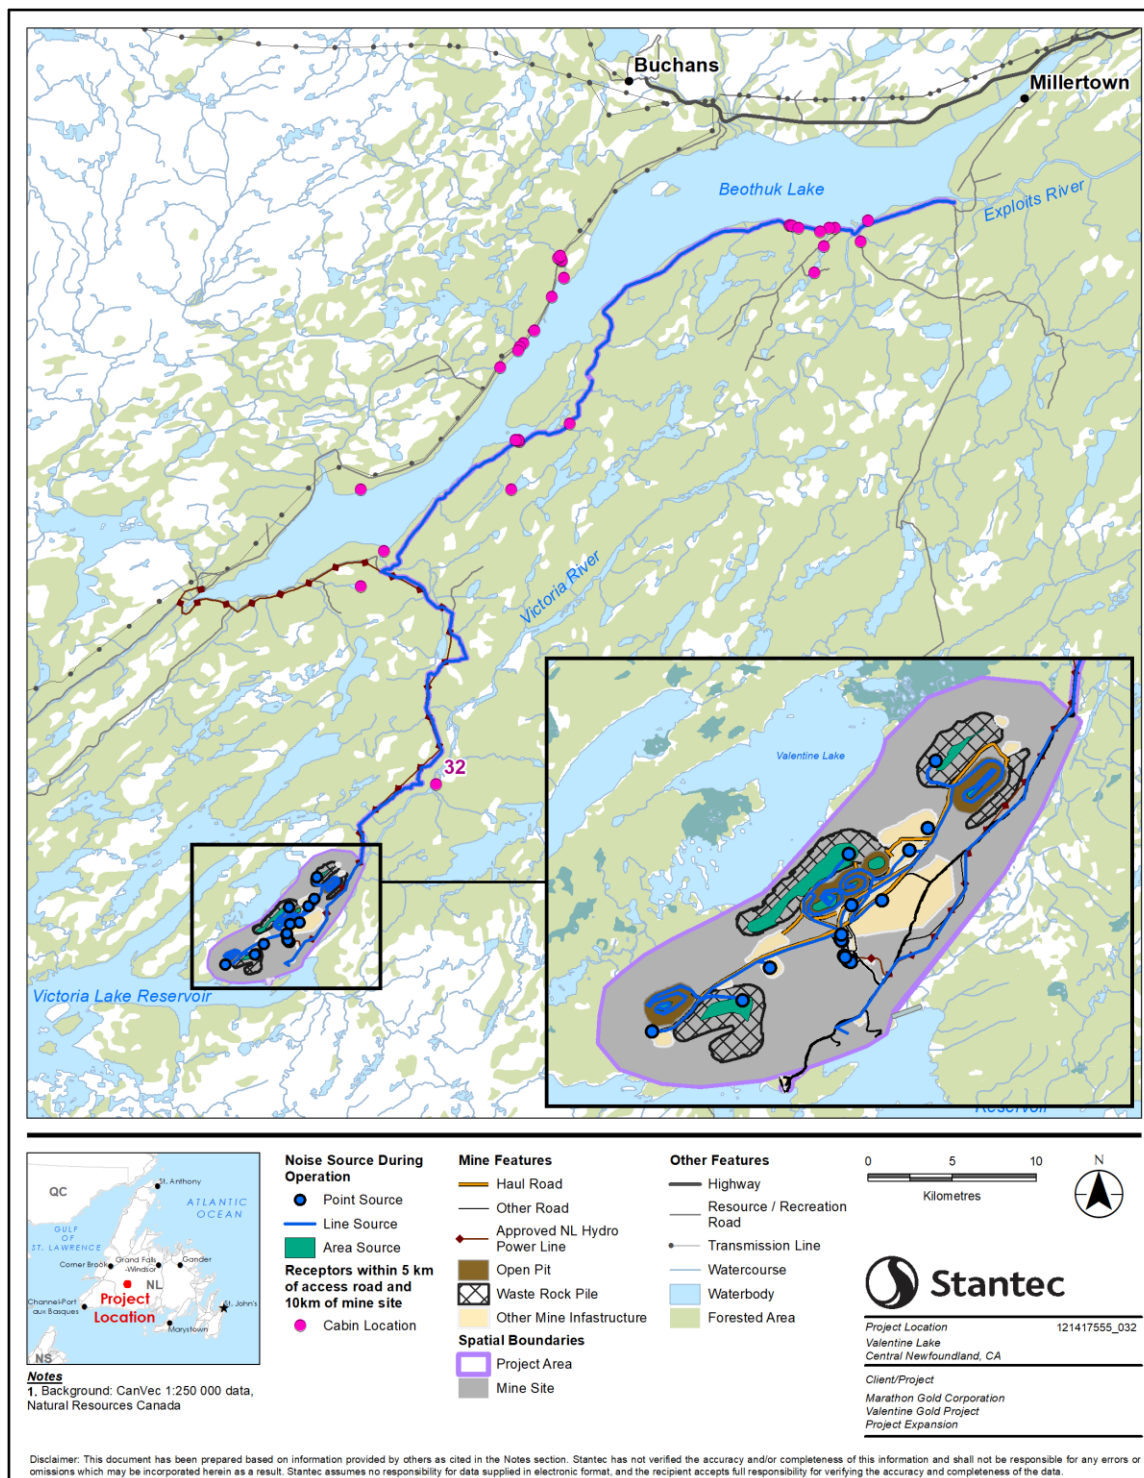 Buchans
Millertown
Beothuk Lake
Exploits River
Victoria River
32
Victoria Lake Reservoir
Valentine Lake
Reservoir
QC
St. Anthony
ATLANTIC
OCEAN
GULF
OF
ST. LAWRENCE
Corner Brook
Grand Falls
-Windsor
Gander
NL
Project
Location
Channel-Port
aux Basques
St. John's
Marystown
NS
Notes
1. Background: CanVec 1:250 000 data,
Natural Resources Canada
Noise Source During
Operation
Point Source
Line Source
Area Source
Receptors within 5 km
of access road and
10km of mine site
Cabin Location
Mine Features
Haul Road
Other Road
Approved NL Hydro
Power Line
Open Pit
Waste Rock Pile
Other Mine Infastructure
Spatial Boundaries
Project Area
Mine Site
Other Features
Highway
Resource / Recreation
Road
Transmission Line
Watercourse
Waterbody
Forested Area
0 5 10
Kilometres
N
Stantec
Project Location 121417555_032
Valentine Lake
Central Newfoundland, CA
Client/Project
Marathon Gold Corporation
Valentine Gold Project
Project Expansion
Disclaimer: This document has been prepared based on information provided by others as cited in the Notes section. Stantec has not verified the accuracy and/or completeness of this information and shall not be responsible for any errors or
omissions which may be incorporated herein as a result. Stantec assumes no responsibility for data supplied in electronic format, and the recipient accepts full responsibility for verifying the accuracy and completeness of the data.